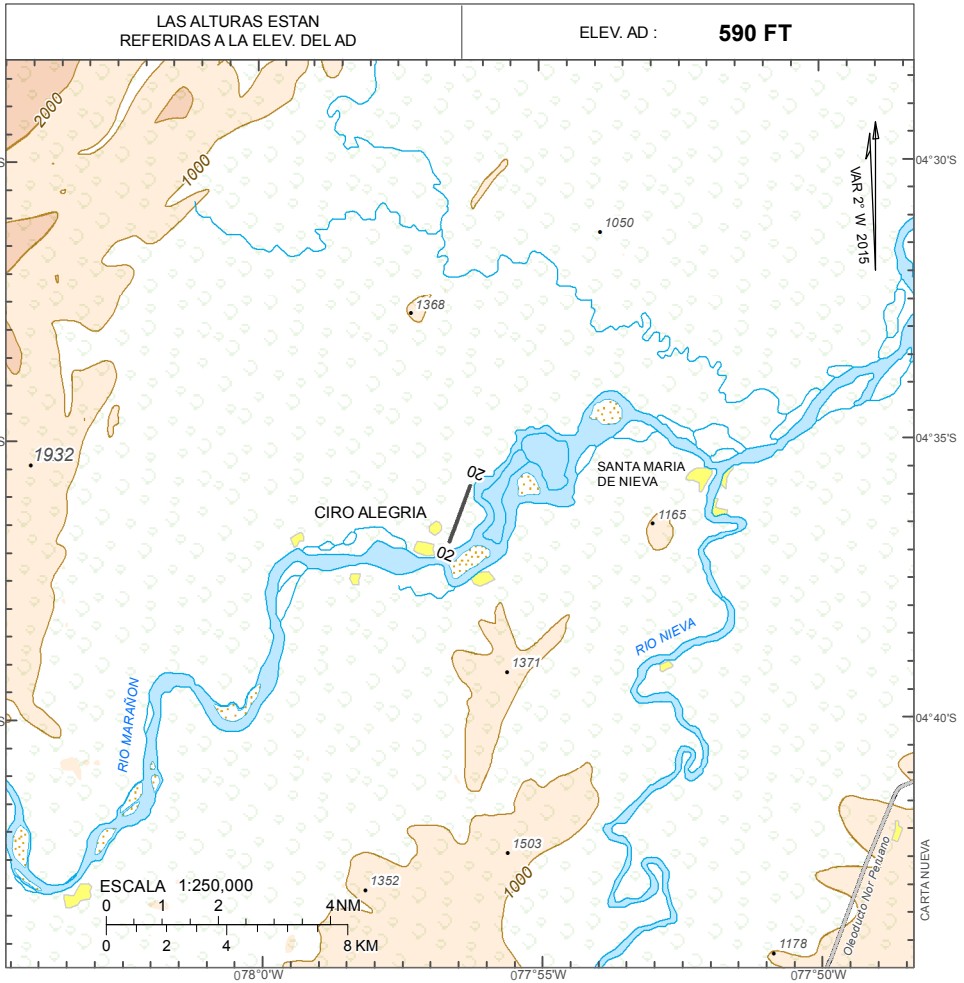 LAS ALTURAS ESTAN
REFERIDAS A LA ELEV. DEL AD
ELEV. AD : 590 FT
2000
1000
04°30'S
VAR 2° W 2015
1050
1368
04°35'S
1932
20
SANTA MARIA
DE NIEVA
CIRO ALEGRIA
1165
02
RIO NIEVA
1371
RIO MARAÑON
04°40'S
1503
1352
1000
ESCALA 1:250,000
0 1 2 4NM
0 2 4 8 KM
Oleoducto Nor Peruano
CARTA NUEVA
1178
078°0'W
077°55'W
077°50'W